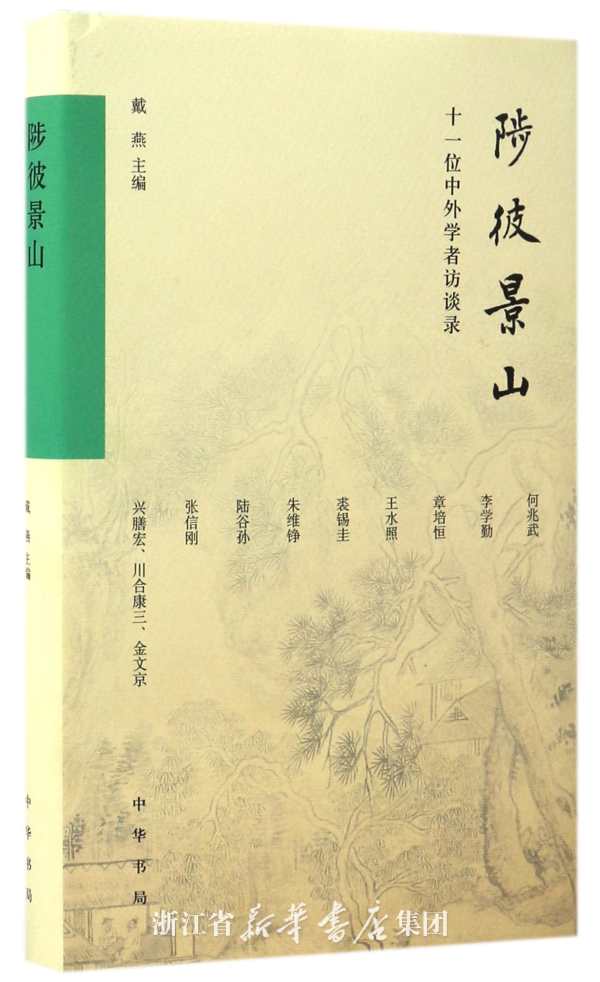 陟彼景山
十一位中外学者访谈录
何兆武
李学勤
章培恒
王水照
裘锡圭
朱维铮
陆谷孙
张信刚
兴膳宏、川合康三、金文京
戴燕 主编
中华书局
陟彼景山
戴燕 主编
中华书局
浙江省新华书店集团